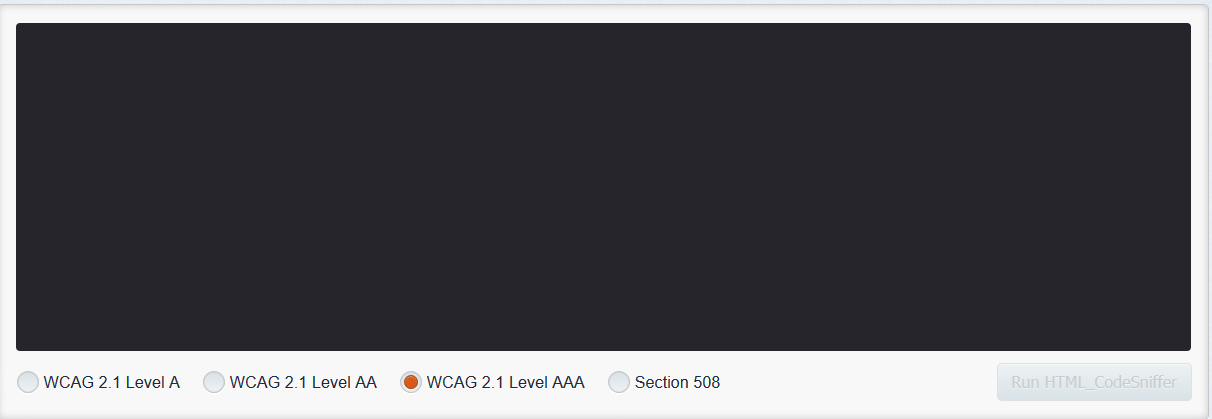 WCAG 2.1 Level A WCAG 2.1 Level AA WCAG 2.1 Level AAA Section 508 Run HTML_CodeSniffer